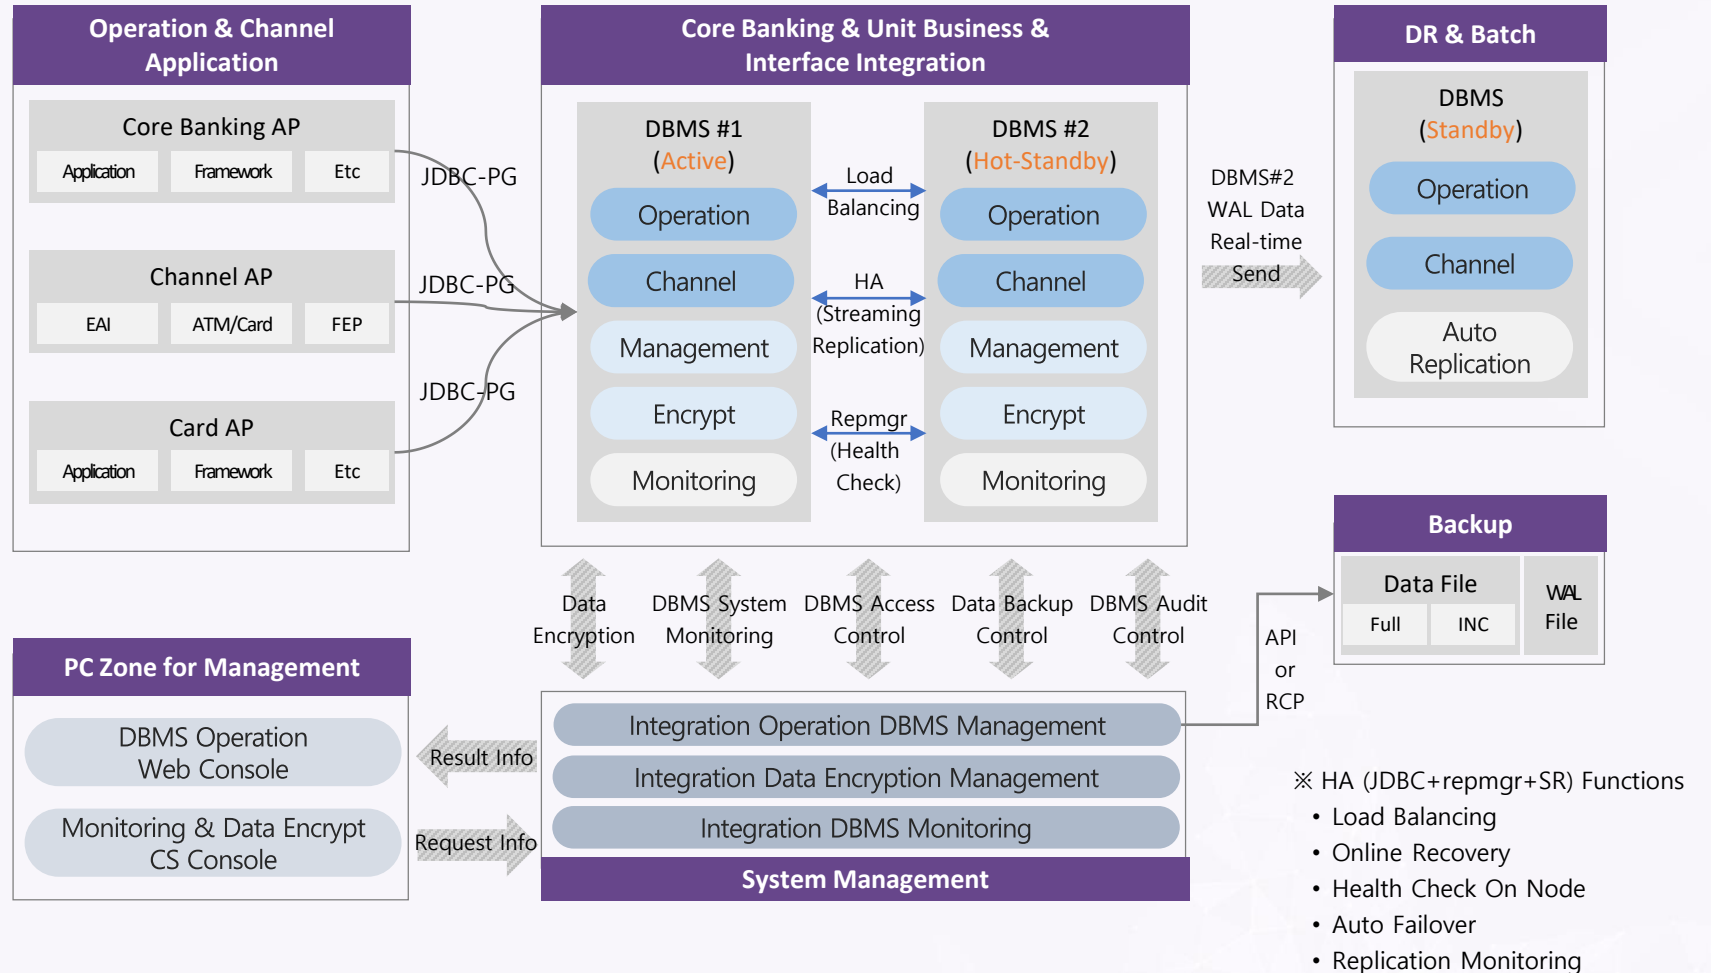 Operation & Channel
Application
Core Banking AP
Application
Framework
Etc
Channel AP
EAI
ATM/Card
FEP
Card AP
Application
Framework
Etc
JDBC-PG
JDBC-PG
JDBC-PG
Core Banking & Unit Business &
Interface Integration
DBMS #1
(Active)
Operation
Channel
Management
Encrypt
Monitoring
Load
Balancing
HA
(Streaming
Replication)
Repmgr
(Health
Check)
DBMS #2
(Hot-Standby)
Operation
Channel
Management
Encrypt
Monitoring
DBMS#2
WAL Data
Real-time
Send
DR & Batch
DBMS
(Standby)
Operation
Channel
Auto
Replication
Data
Encryption
DBMS System
Monitoring
DBMS Access
Control
Data Backup
Control
DBMS Audit
Control
API
or
RCP
Backup
Data File
Full
INC
WAL
File
PC Zone for Management
DBMS Operation
Web Console
Monitoring & Data Encrypt
CS Console
Result Info
Request Info
Integration Operation DBMS Management
Integration Data Encryption Management
Integration DBMS Monitoring
System Management
※ HA (JDBC+repmgr+SR) Functions
• Load Balancing
• Online Recovery
• Health Check On Node
• Auto Failover
• Replication Monitoring